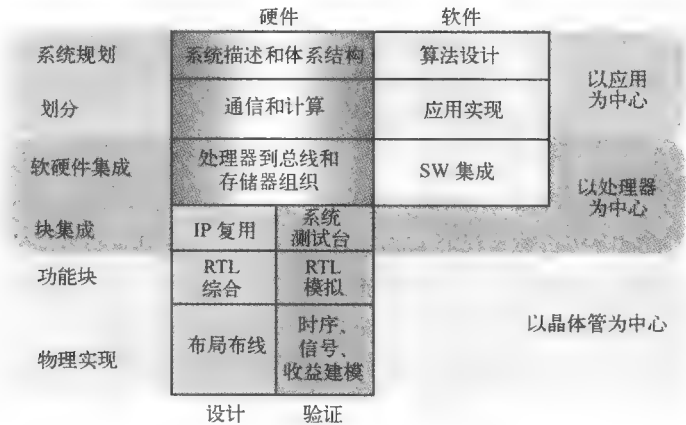 硬件 软件
系统规划 系统描述和体系结构 算法设计
划分 通信和计算 应用实现
以应用
为中心
软硬件集成 处理器到总线和
存储器组织
SW 集成
以处理器
为中心
块集成 IP 复用 系统
测试台
功能块 RTL
综合
RTL
模拟
物理实现 布局布线 时序、
信号、
收益建模
以晶体管为中心
设计 验证